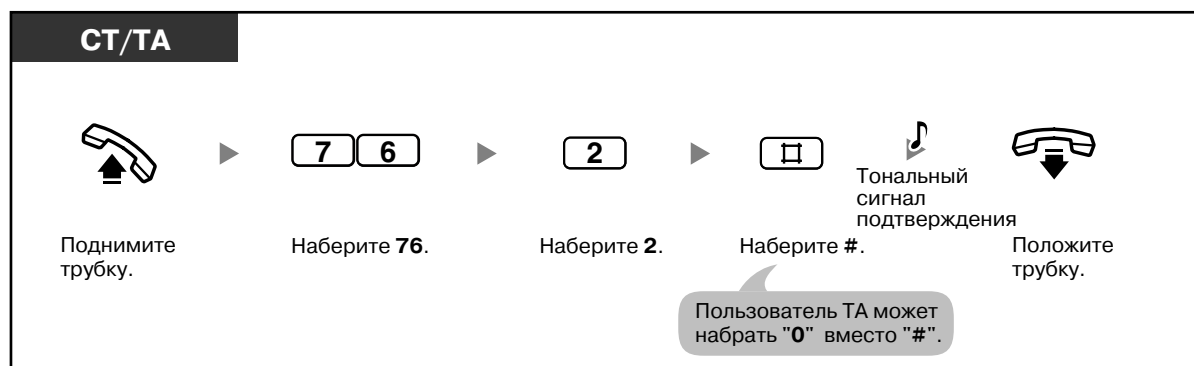 СТ/ТА
7 6
2
#
Тональный
сигнал
подтверждения
Поднимите
трубку.
Наберите 76.
Наберите 2.
Наберите #.
Положите
трубку.
Пользователь ТА может
набрать "0" вместо "#".